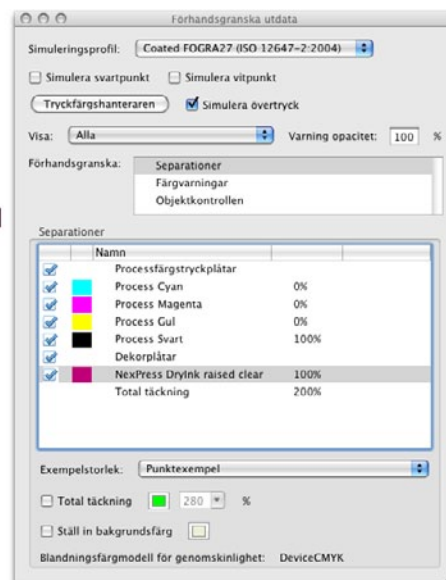 Förhandsgranska utdata
Simuleringsprofil: Coated FOGRA27 (ISO 12647-2:2004)
Simulera svartpunkt Simulera vitpunkt
Tryckfärgshanteraren Simulera övertryck
Visa: Alla Varning opacitet: 100 %
Förhandsgranska: Separationer
Färgvarningar
Objektkontrollen
Separationer
Namn
Processfärgstryckplåtar
Process Cyan 0%
Process Magenta 0%
Process Gul 0%
Process Svart 100%
Dekorplåtar
NexPress DryInk raised clear 100%
Total täckning 200%
Exempelstorlek: Punktexempel
Total täckning 280 %
Ställ in bakgrundsfärg
Blandningsfärgmodell för genomskinlighet: DeviceCMYK